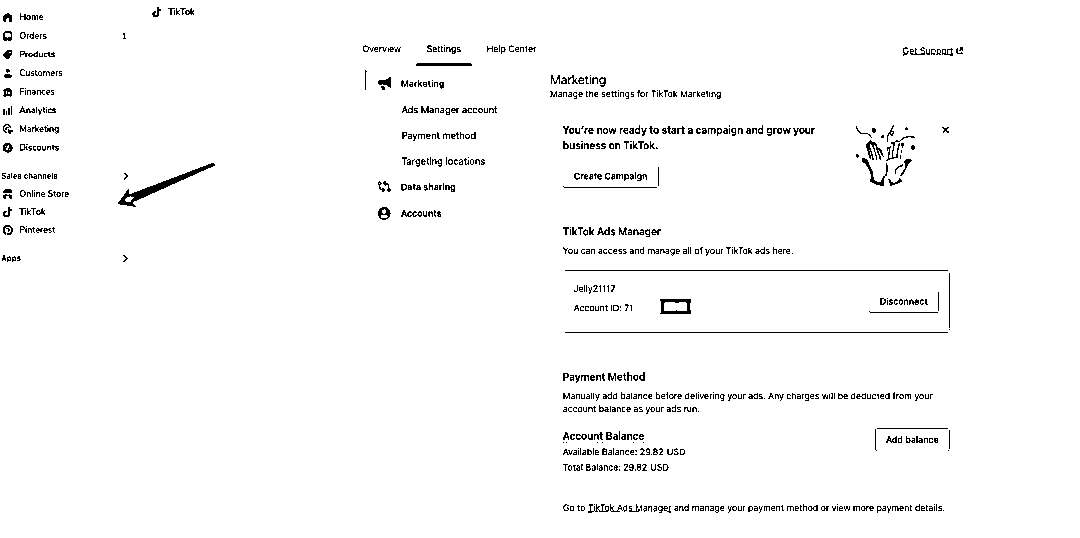 TikTok
Home
Orders 1
Products
Customers
Finances
Analytics
Marketing
Discounts
Sales channels
Online Store
TikTok
Pinterest
Apps
Overview Settings Help Center
Get Support
Marketing
Ads Manager account
Payment method
Targeting locations
Data sharing
Accounts
Marketing
Manage the settings for TikTok Marketing
You're now ready to start a campaign and grow your
business on TikTok.
Create Campaign
TikTok Ads Manager
You can access and manage all of your TikTok ads here.
Jelly21117
Account ID: 71
Disconnect
Payment Method
Manually add balance before delivering your ads. Any charges will be deducted from your
account balance as your ads run.
Account Balance
Available Balance: 29.82 USD
Total Balance: 29.82 USD
Add balance
Go to TikTok Ads Manager and manage your payment method or view more payment details.